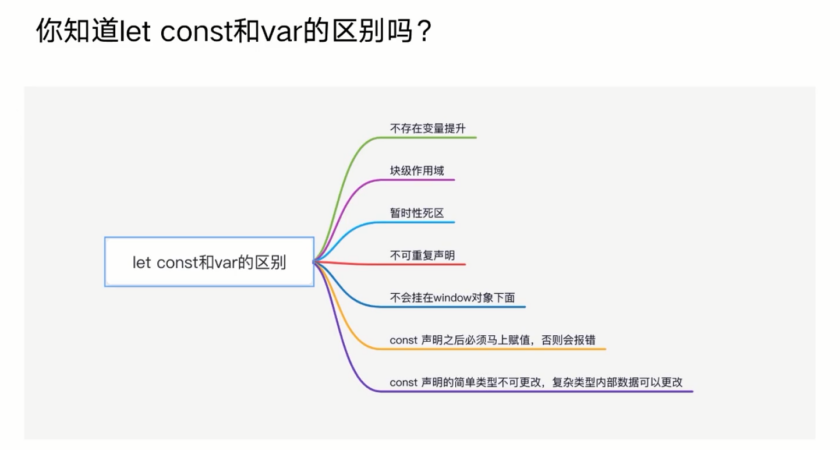 你知道let const和var的区别吗？
不存在变量提升
块级作用域
暂时性死区
不可重复声明
let const和var的区别
不会挂在window对象下面
const 声明之后必须马上赋值，否则会报错
const 声明的简单类型不可更改，复杂类型内部数据可以更改